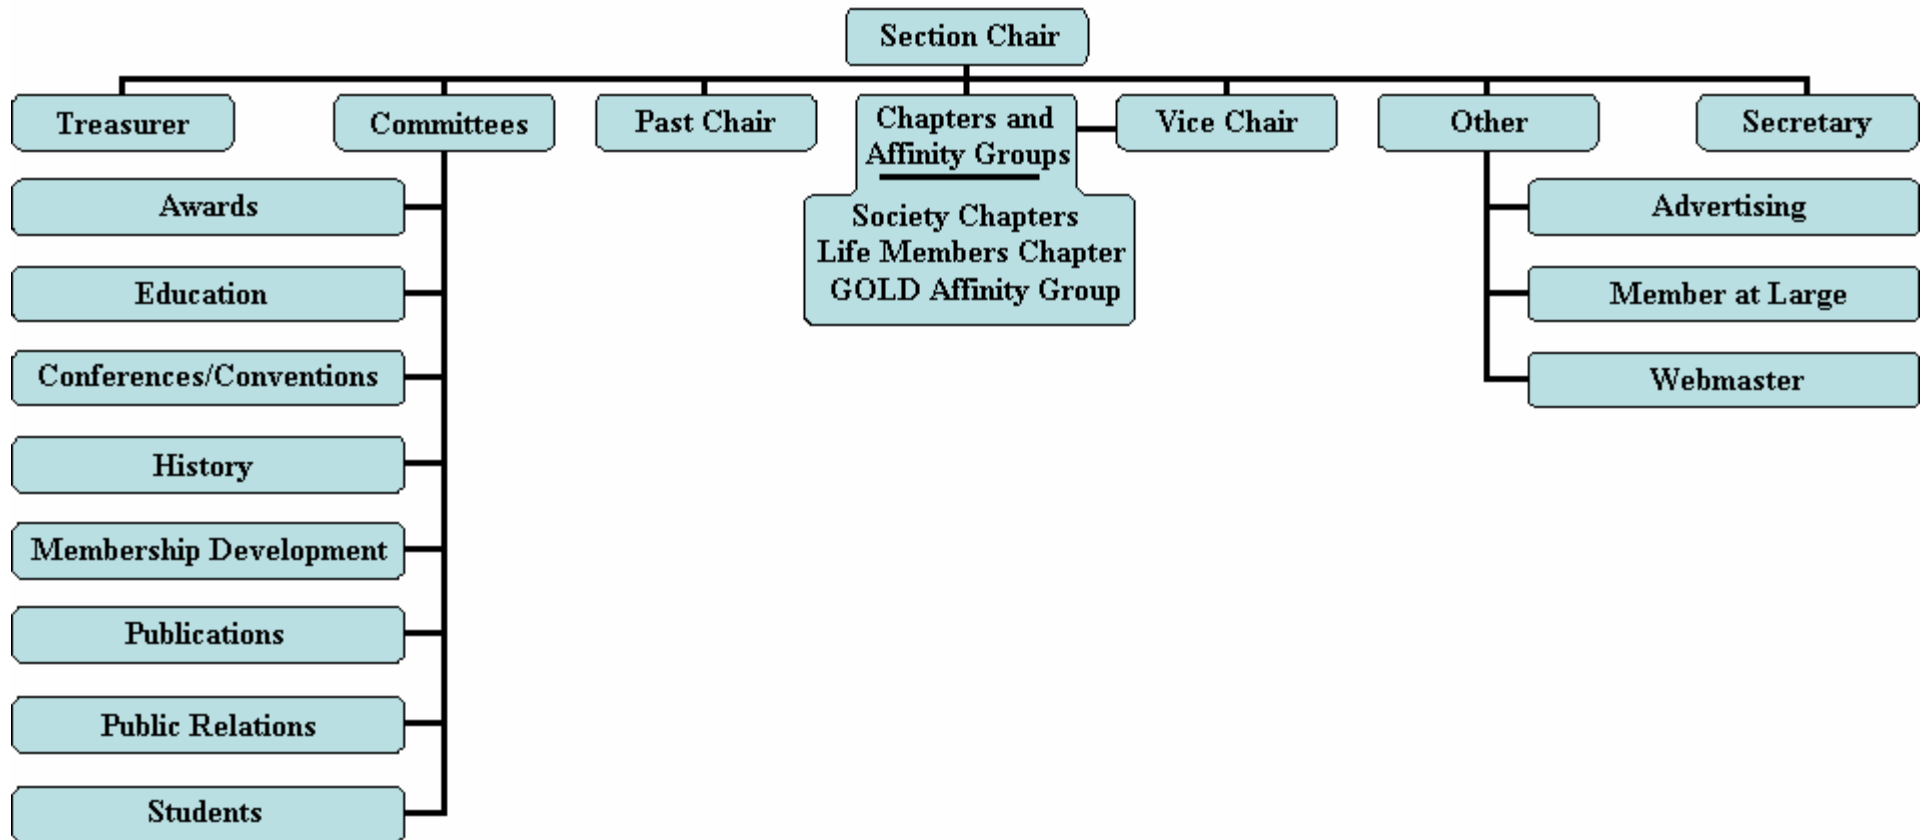 Section Chair
Treasurer
Committees
Past Chair
Chapters and
Affinity Groups
Society Chapters
Life Members Chapter
GOLD Affinity Group
Vice Chair
Other
Secretary
Awards
Education
Conferences/Conventions
History
Membership Development
Publications
Public Relations
Students
Advertising
Member at Large
Webmaster